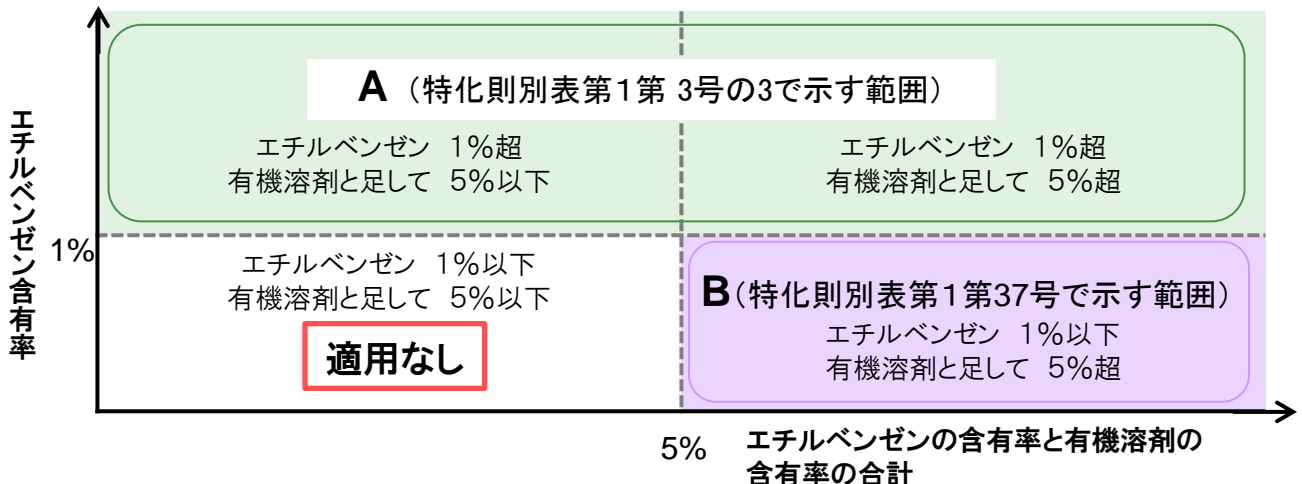 エチルベンゼン含有率
A（特化則別表第1第 3号の3で示す範囲）
エチルベンゼン 1％超
有機溶剤と足して 5％以下
エチルベンゼン 1％超
有機溶剤と足して 5％超
1%
エチルベンゼン 1％以下
有機溶剤と足して 5％以下
適用なし
B（特化則別表第1第37号で示す範囲）
エチルベンゼン 1％以下
有機溶剤と足して 5％超
5%
エチルベンゼンの含有率と有機溶剤の
含有率の合計